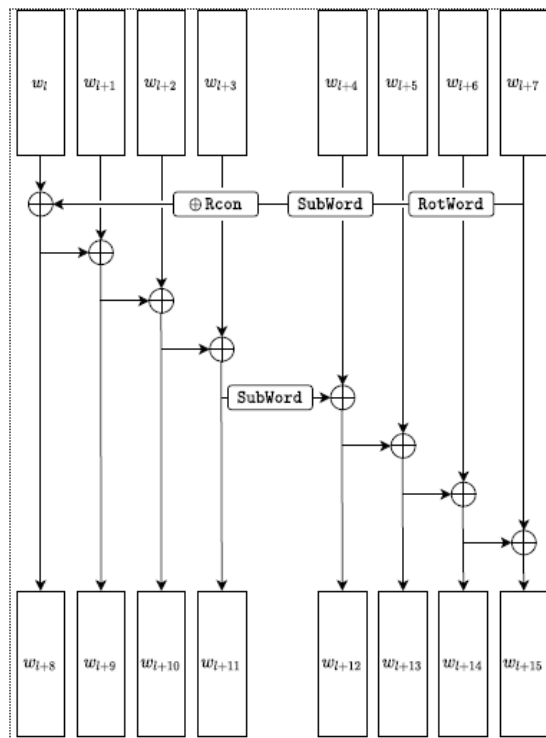 w_l w_{l+1} w_{l+2} w_{l+3} w_{l+4} w_{l+5} w_{l+6} w_{l+7}
⊕ Rcon SubWord RotWord
SubWord
w_{l+8} w_{l+9} w_{l+10} w_{l+11} w_{l+12} w_{l+13} w_{l+14} w_{l+15}